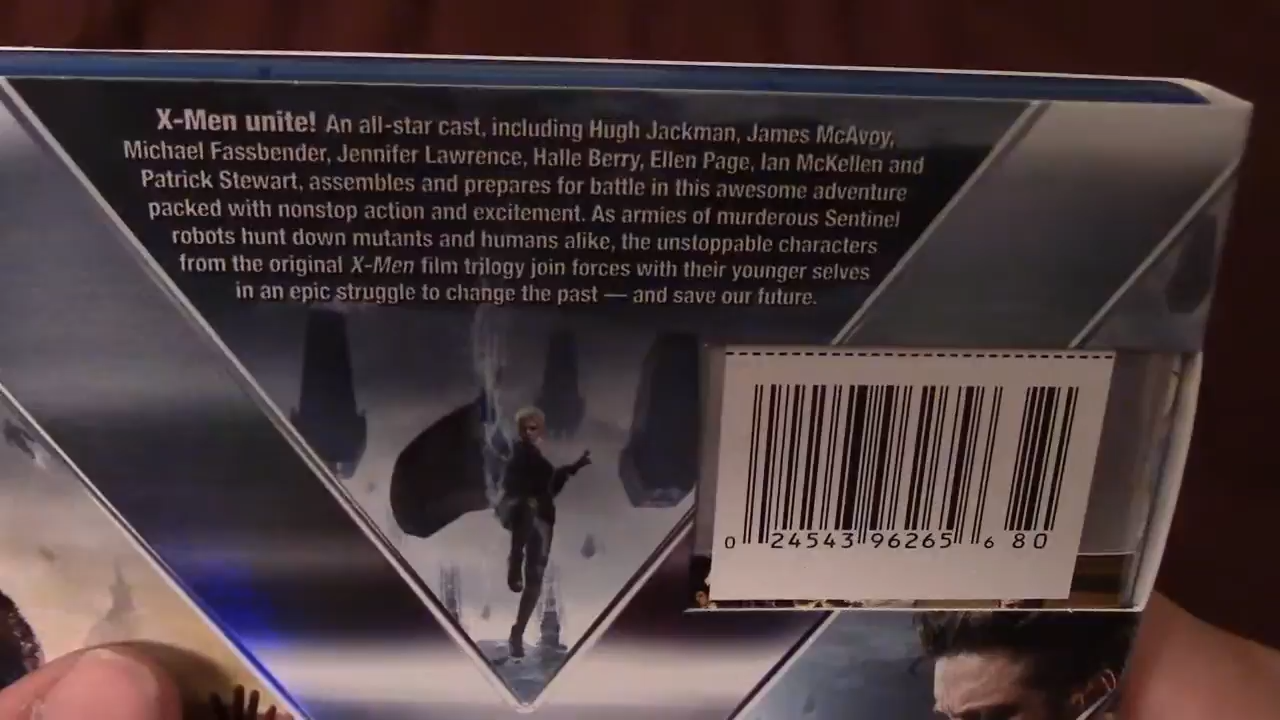 X-Men unite! An all-star cast, including Hugh Jackman, James McAvoy,
Michael Fassbender, Jennifer Lawrence, Halle Berry, Ellen Page, Ian McKellen and
Patrick Stewart, assembles and prepares for battle in this awesome adventure
packed with nonstop action and excitement. As armies of murderous Sentinel
robots hunt down mutants and humans alike, the unstoppable characters
from the original X-Men film trilogy join forces with their younger selves
in an epic struggle to change the past — and save our future.
0 24543 96265 6 80